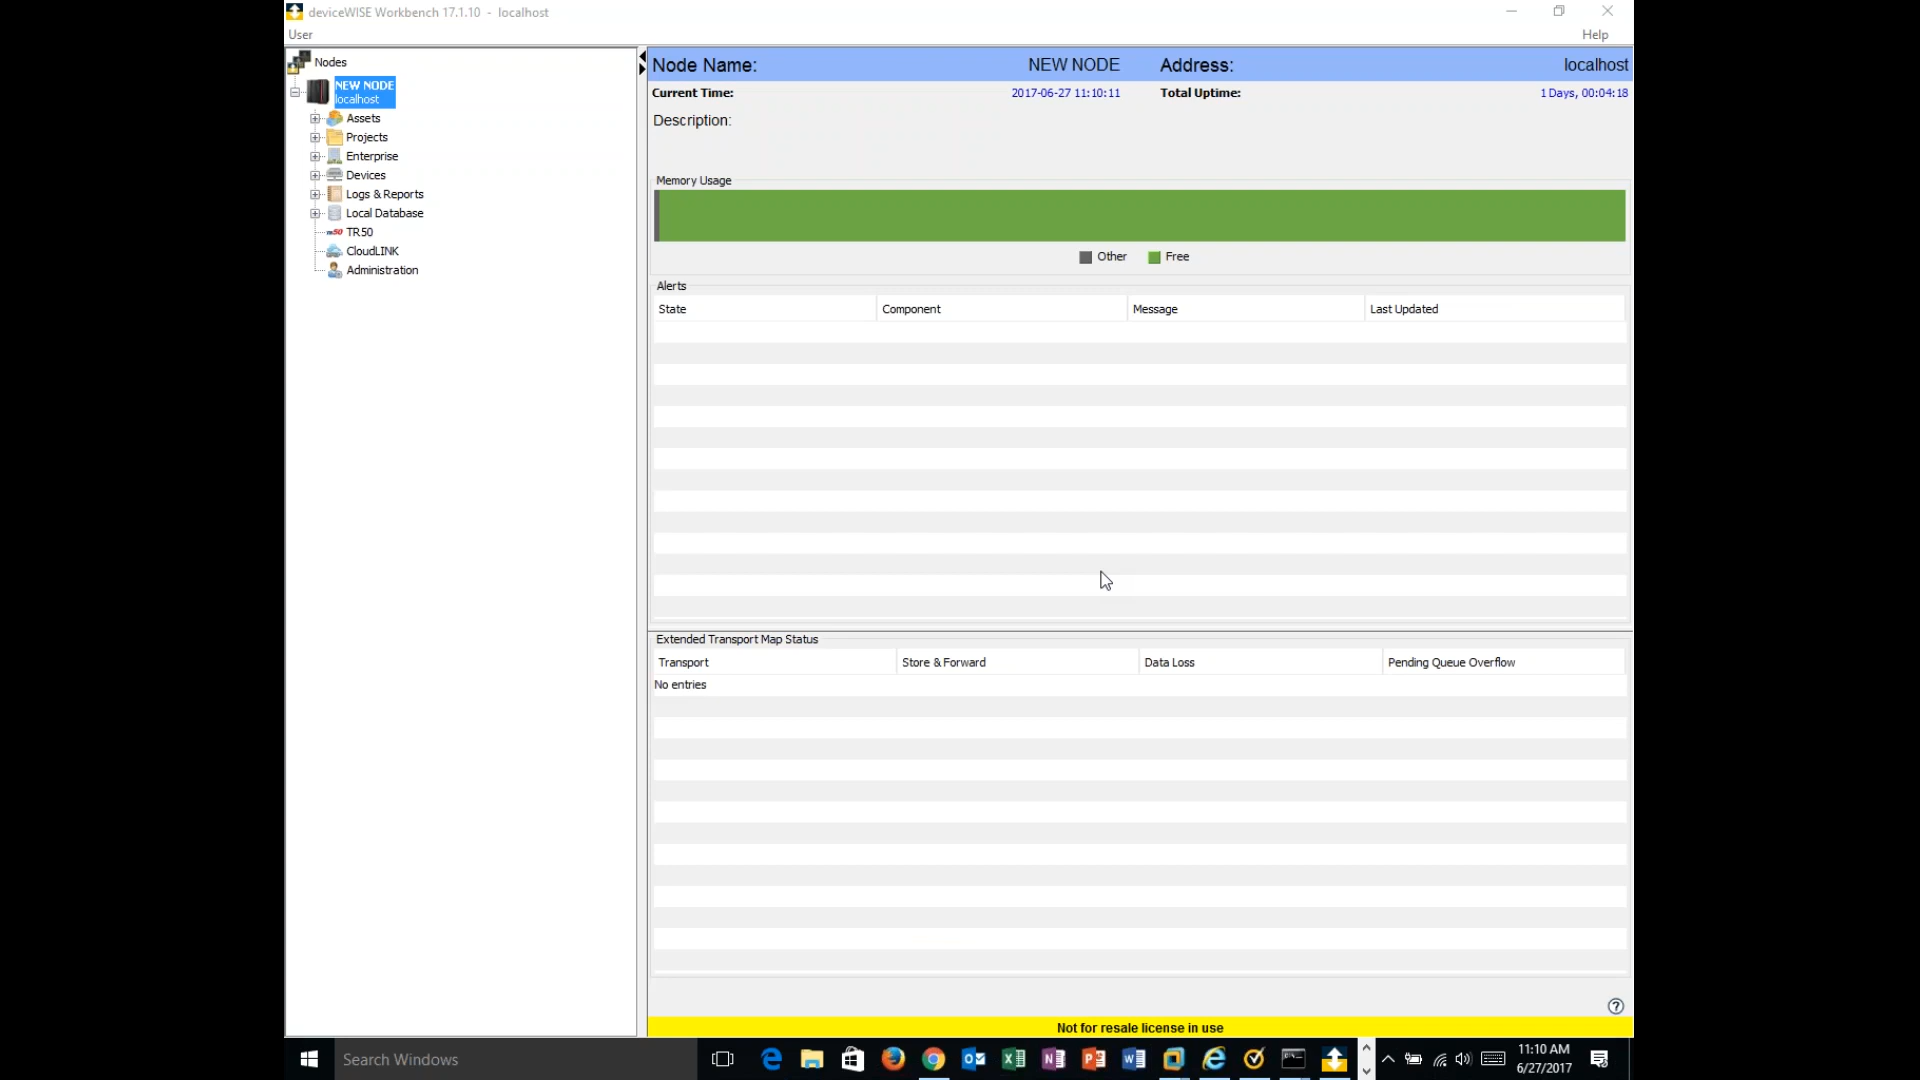 deviceWISE Workbench 17.1.10 - localhost
User
Help
Nodes
NEW NODE
localhost
Assets
Projects
Enterprise
Devices
Logs & Reports
Local Database
TR50
CloudLINK
Administration
Node Name: NEW NODE Address: localhost
Current Time: 2017-06-27 11:10:11 Total Uptime: 1 Days, 00:04:18
Description:
Memory Usage
Other Free
Alerts
State Component Message Last Updated
Extended Transport Map Status
Transport Store & Forward Data Loss Pending Queue Overflow
No entries
Not for resale license in use
Search Windows
11:10 AM
6/27/2017